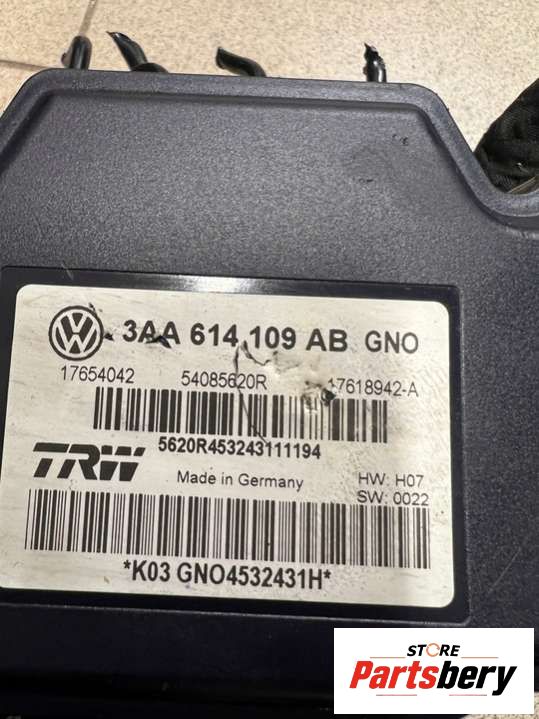 3AA 614 109 AB GNO
17654042 54085620R 17618942-A
5620R453243111194
TRW Made in Germany HW: H07
SW: 0022
*K03 GNO4532431H*
STORE
Partsbery